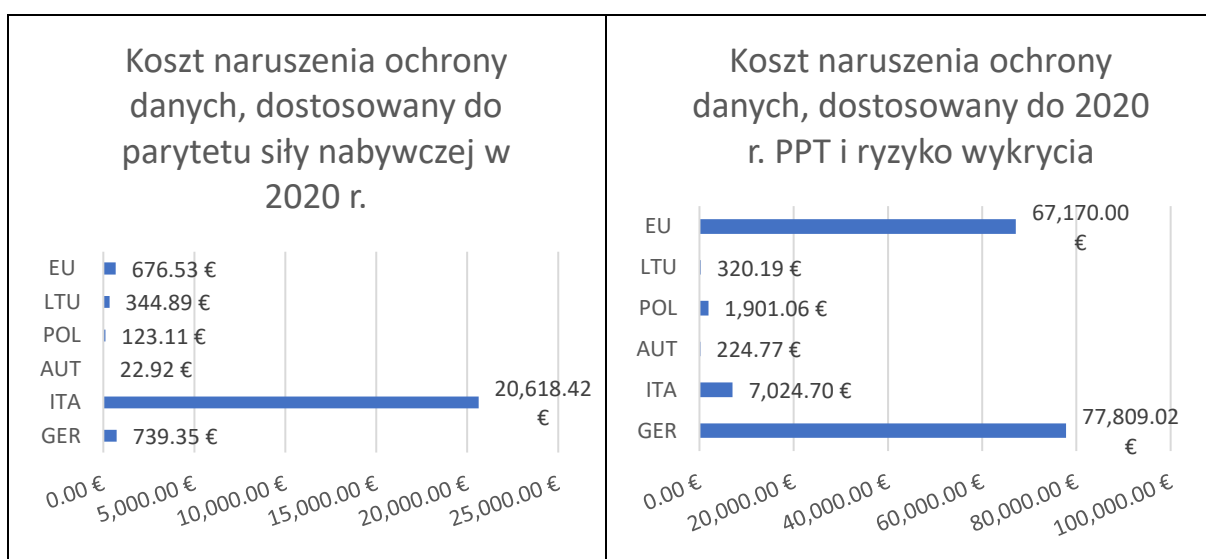 Koszt naruszenia ochrony
danych, dostosowany do
parytetu siły nabywczej w
2020 r.
EU 676.53 €
LTU 344.89 €
POL 123.11 €
AUT 22.92 €
ITA 20,618.42
€
GER 739.35 €
0.00 € 5,000.00 € 10,000.00 € 15,000.00 € 20,000.00 € 25,000.00 €
Koszt naruszenia ochrony
danych, dostosowany do 2020
r. PPT i ryzyko wykrycia
EU 67,170.00
€
LTU 320.19 €
POL 1,901.06 €
AUT 224.77 €
ITA 7,024.70 €
GER 77,809.02
€
0.00 € 20,000.00 € 40,000.00 € 60,000.00 € 80,000.00 € 100,000.00 €